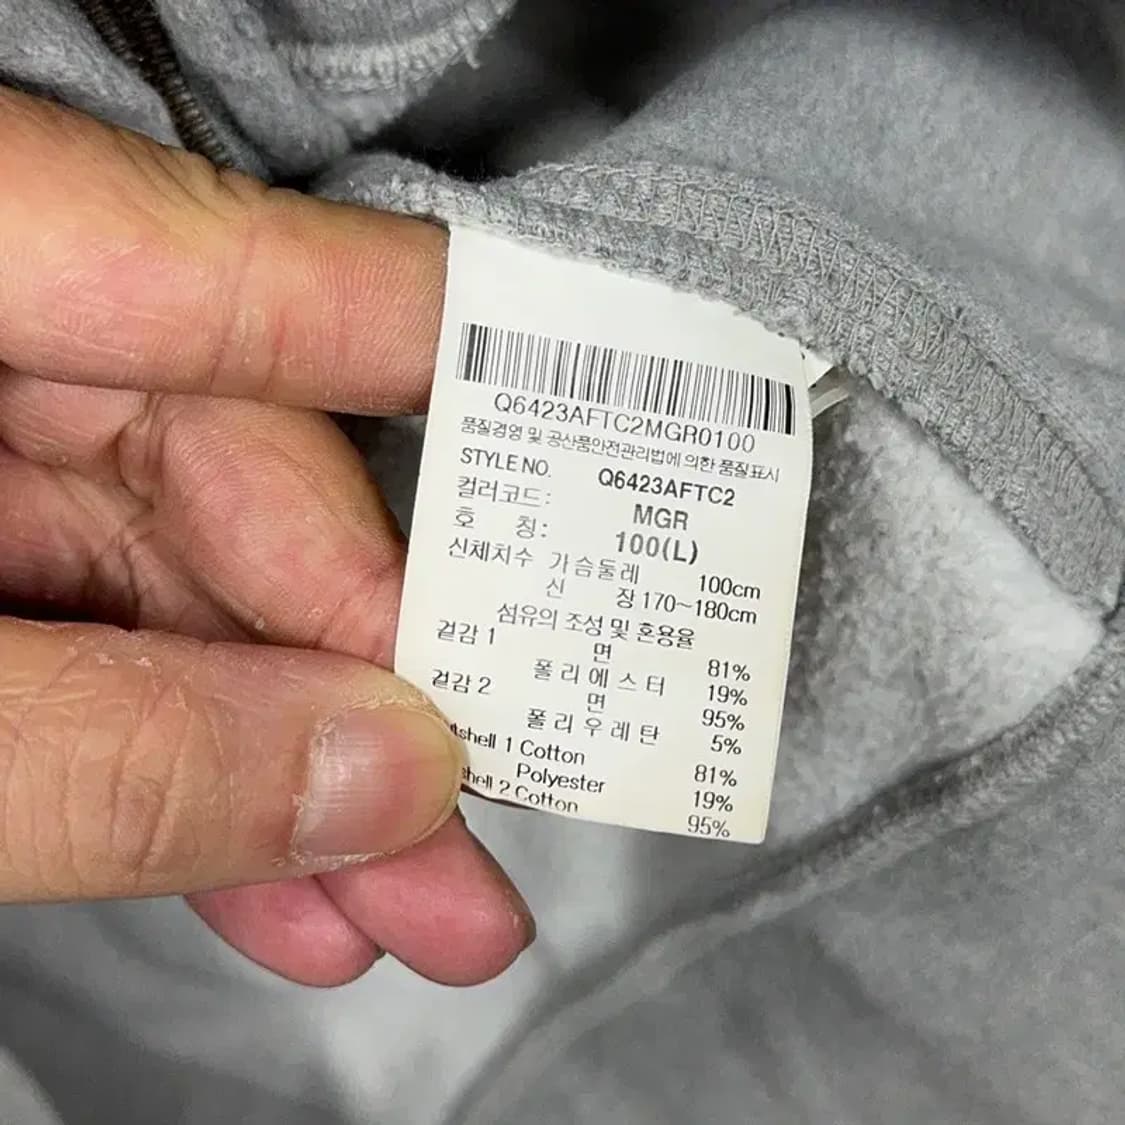 Q6423AFTC2MGR0100
품질경영 및 공산품안전관리법에 의한 품질표시
STYLE NO. Q6423AFTC2
컬러코드: MGR
호 칭: 100(L)
신체치수 가슴둘레 100cm
신 장 170~180cm
섬유의 조성 및 혼용율
겉감 1 면 81%
폴리에스터 19%
겉감 2 면 95%
폴리우레탄 5%
shell 1 Cotton 81%
Polyester 19%
shell 2 Cotton 95%